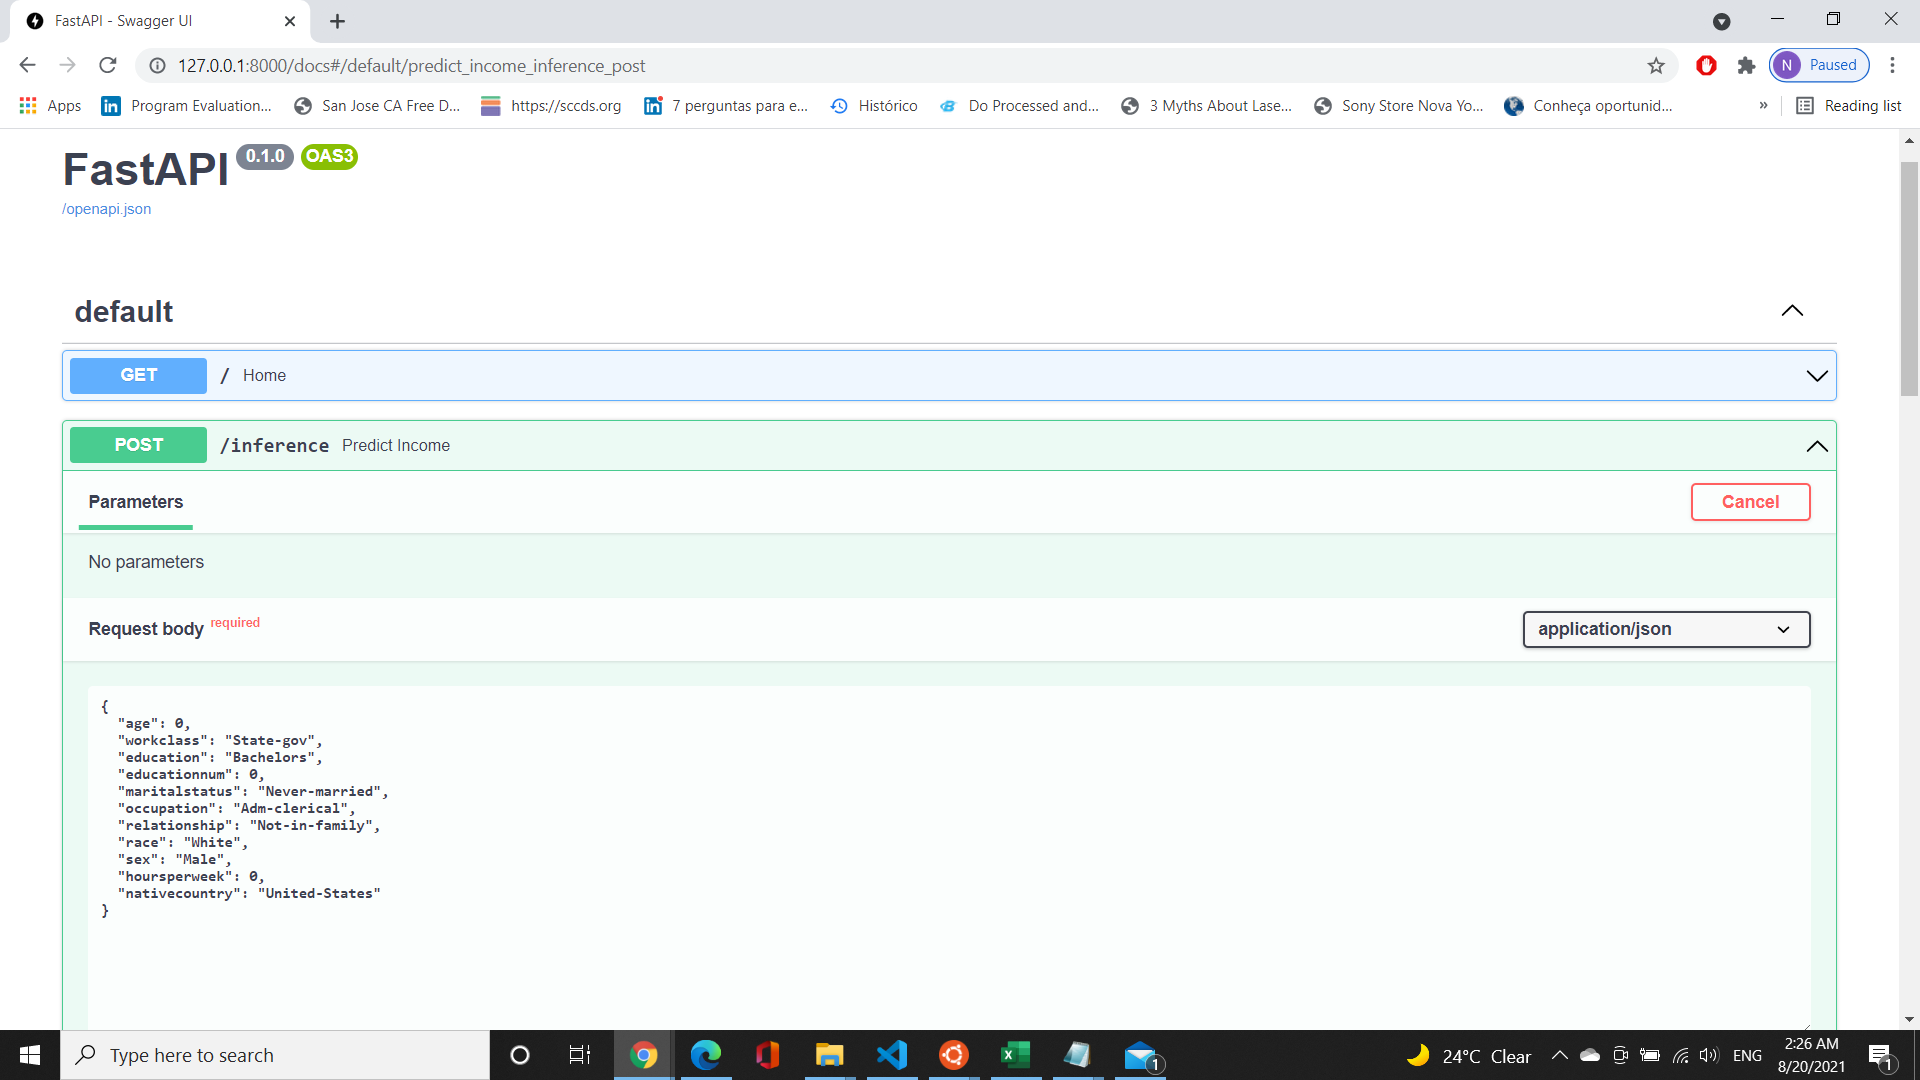 FastAPI - Swagger UI
127.0.0.1:8000/docs#/default/predict_income_inference_post
N Paused
Apps
Program Evaluation...
San Jose CA Free D...
https://sccds.org
7 perguntas para e...
Histórico
Do Processed and...
3 Myths About Lase...
Sony Store Nova Yo...
Conheça oportunid...
»
Reading list
FastAPI 0.1.0 OAS3
/openapi.json
default
GET / Home
POST /inference Predict Income
Parameters
Cancel
No parameters
Request body required
application/json
{
"age": 0,
"workclass": "State-gov",
"education": "Bachelors",
"educationnum": 0,
"maritalstatus": "Never-married",
"occupation": "Adm-clerical",
"relationship": "Not-in-family",
"race": "White",
"sex": "Male",
"hoursperweek": 0,
"nativecountry": "United-States"
}
Type here to search
1
24°C Clear
ENG
2:26 AM
8/20/2021
1